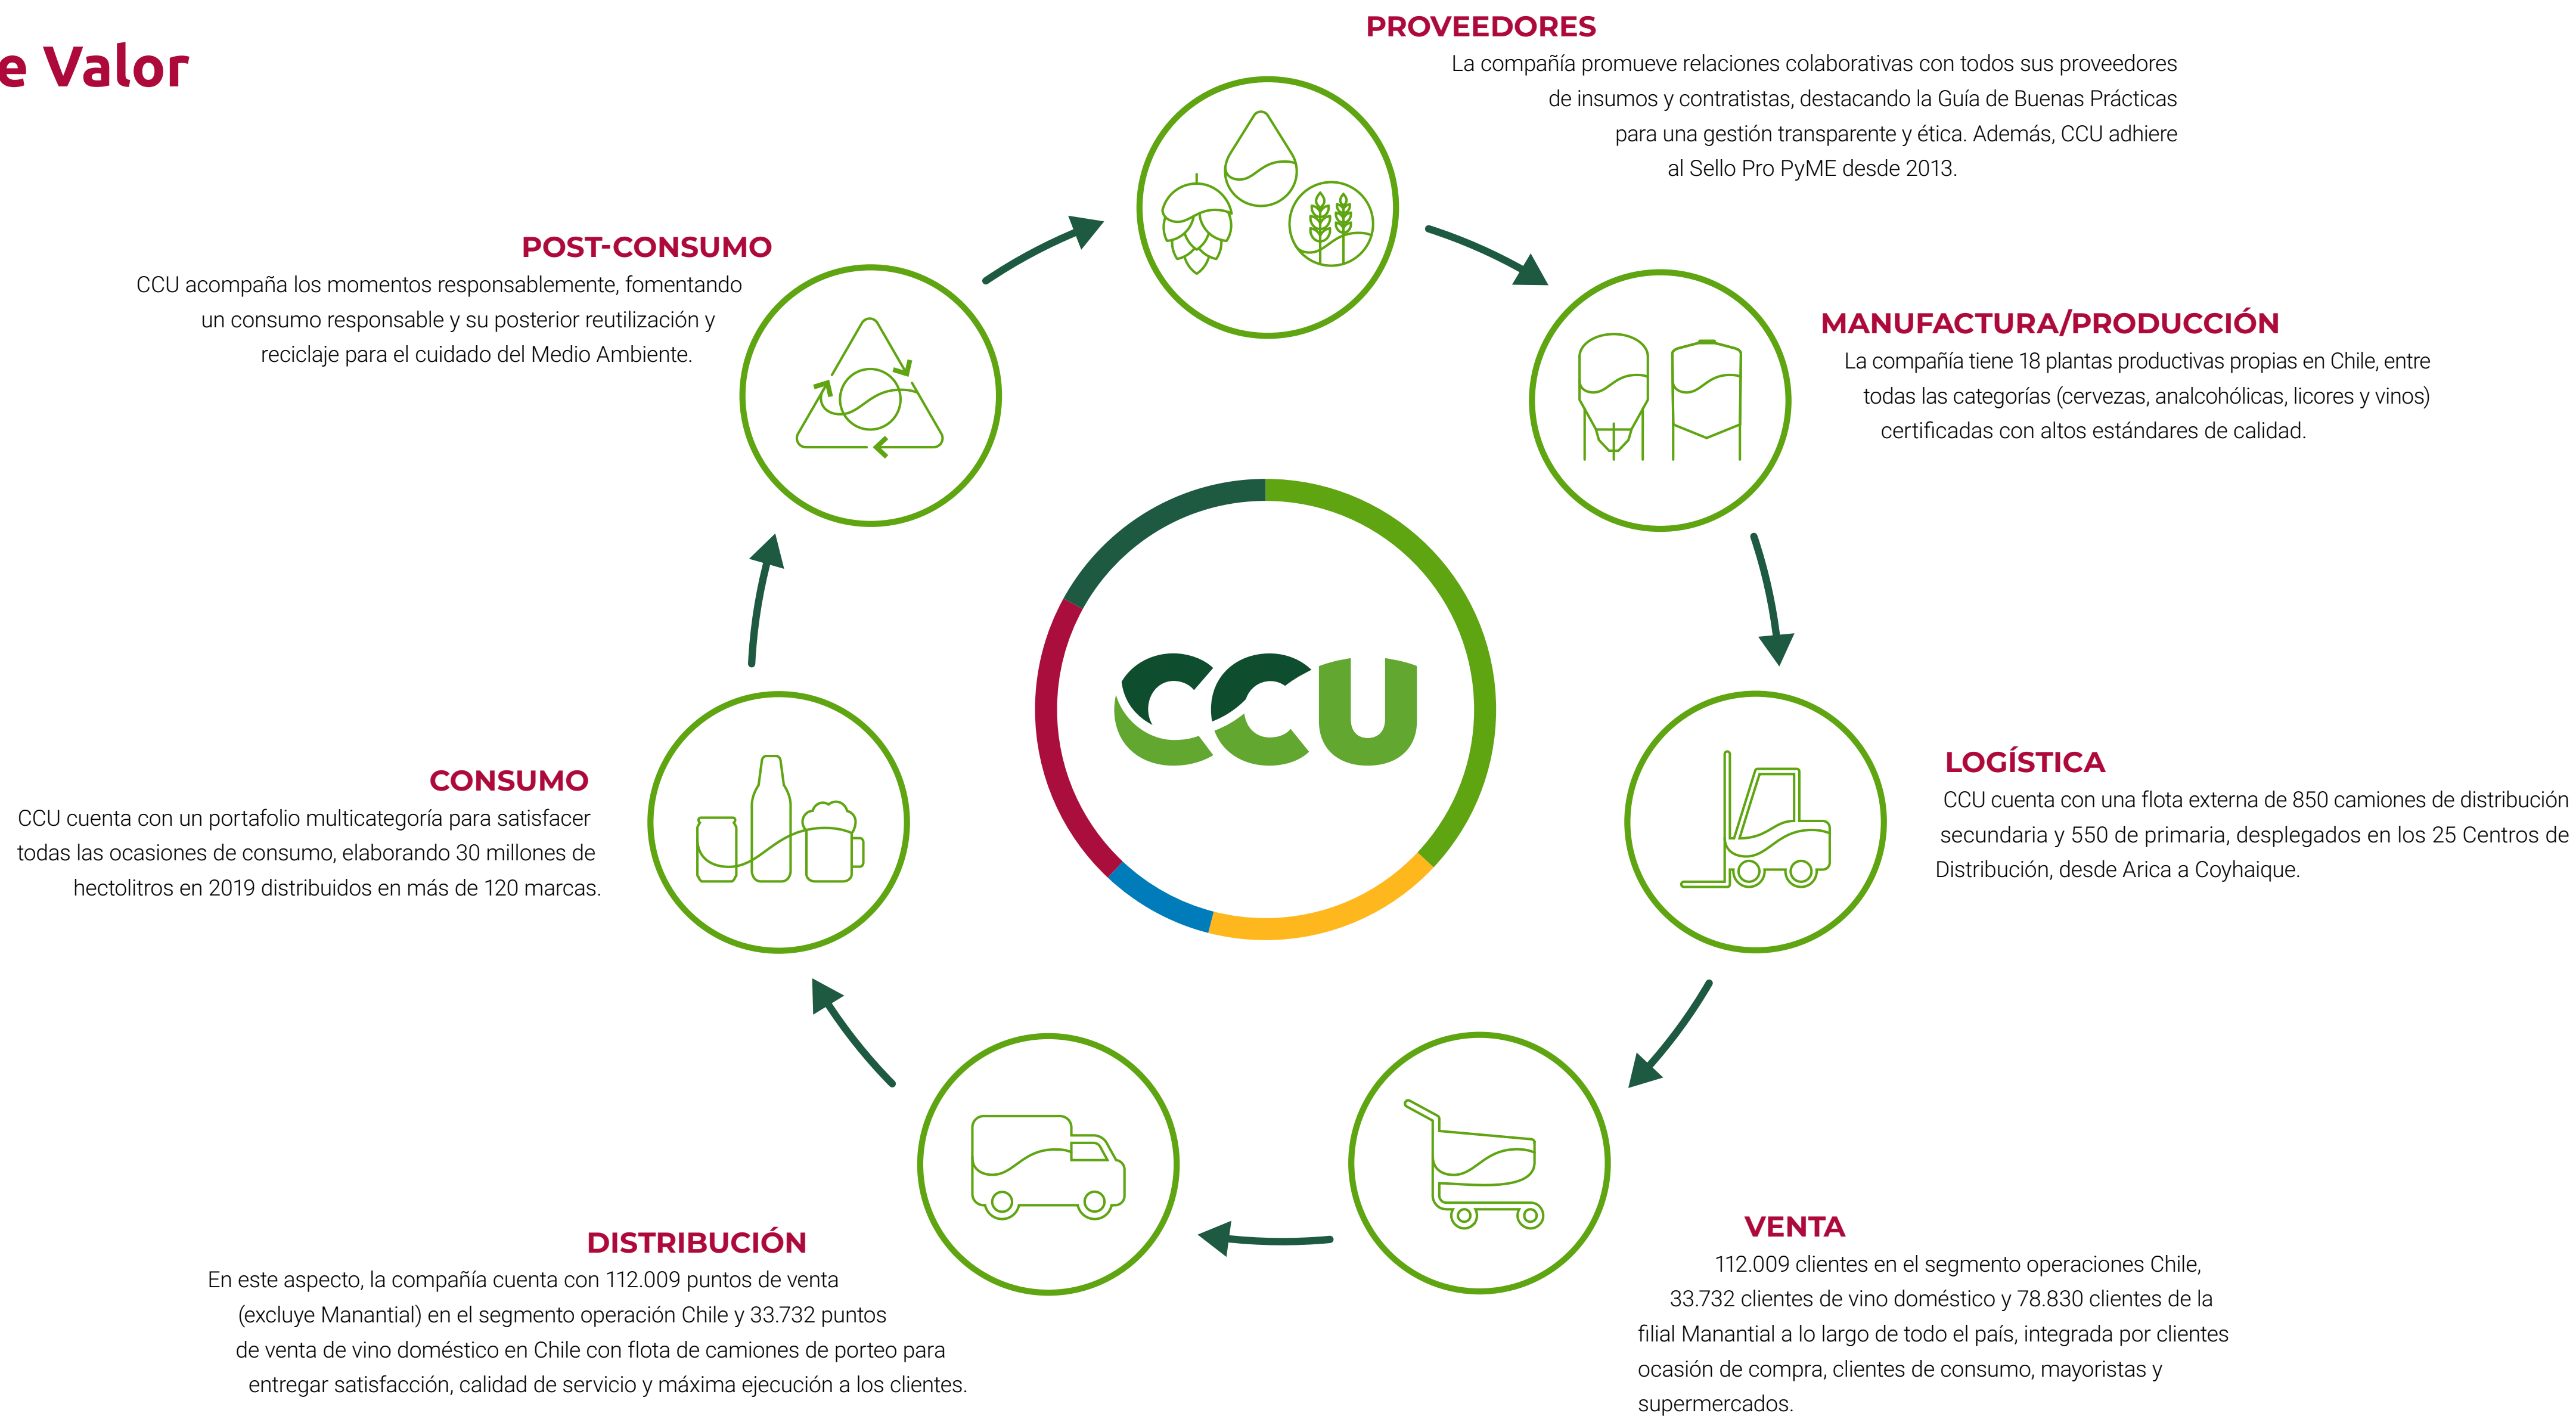 e Valor
PROVEEDORES
La compañía promueve relaciones colaborativas con todos sus proveedores
de insumos y contratistas, destacando la Guía de Buenas Prácticas
para una gestión transparente y ética. Además, CCU adhiere
al Sello Pro PyME desde 2013.
MANUFACTURA/PRODUCCIÓN
La compañía tiene 18 plantas productivas propias en Chile, entre
todas las categorías (cervezas, analcohólicas, licores y vinos)
certificadas con altos estándares de calidad.
LOGÍSTICA
CCU cuenta con una flota externa de 850 camiones de distribución
secundaria y 550 de primaria, desplegados en los 25 Centros de
Distribución, desde Arica a Coyhaique.
VENTA
112.009 clientes en el segmento operaciones Chile,
33.732 clientes de vino doméstico y 78.830 clientes de la
filial Manantial a lo largo de todo el país, integrada por clientes
ocasión de compra, clientes de consumo, mayoristas y
supermercados.
DISTRIBUCIÓN
En este aspecto, la compañía cuenta con 112.009 puntos de venta
(excluye Manantial) en el segmento operación Chile y 33.732 puntos
de venta de vino doméstico en Chile con flota de camiones de porteo para
entregar satisfacción, calidad de servicio y máxima ejecución a los clientes.
CONSUMO
CCU cuenta con un portafolio multicategoría para satisfacer
todas las ocasiones de consumo, elaborando 30 millones de
hectolitros en 2019 distribuidos en más de 120 marcas.
POST-CONSUMO
CCU acompaña los momentos responsablemente, fomentando
un consumo responsable y su posterior reutilización y
reciclaje para el cuidado del Medio Ambiente.
CCU